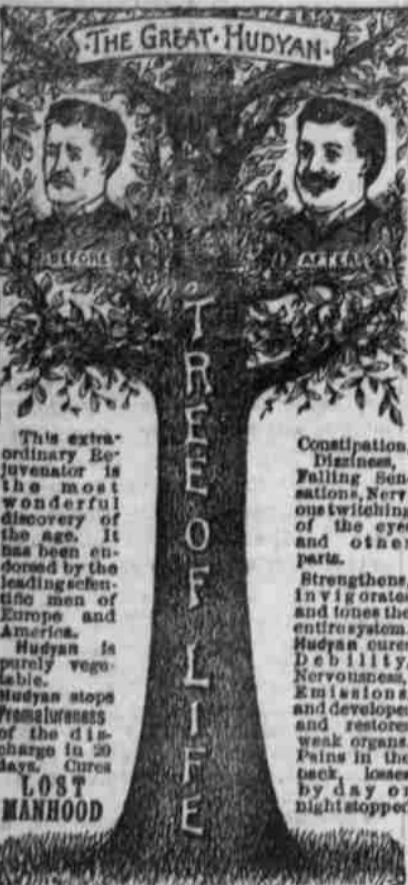 THE GREAT HUDYAN
BEFORE
AFTER
TREE OF LIFE
This extra-
ordinary Re-
juvenator is
the most
wonderful
discovery of
the age. It
has been en-
dorsed by the
leading scien-
tific men of
Europe and
America.
Hudyan is
purely vege-
table.
Hudyan stops
Prematureness
of the dis-
charge in 20
days. Cures
LOST
MANHOOD
Constipation,
Dizziness,
Falling Sen-
sations, Nerv-
ous twitching
of the eyes
and other
parts.
Strengthens,
invigorates
and tones the
entire system.
Hudyan cures
Debility,
Nervousness,
Emissions,
and developes
and restores
weak organs.
Pains in the
back, losses
by day or
night stopped